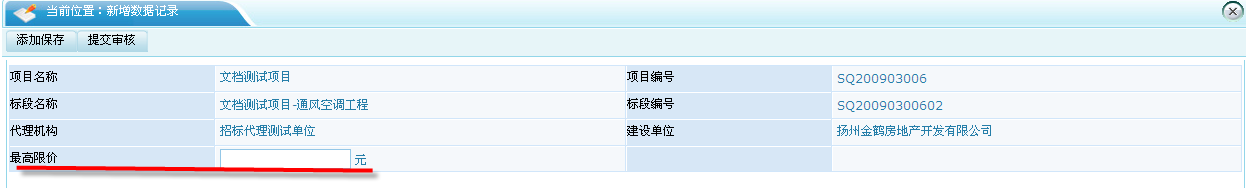 当前位置：新增数据记录
添加保存 提交审核
项目名称 文档测试项目 项目编号 SQ200903006
标段名称 文档测试项目-通风空调工程 标段编号 SQ20090300602
代理机构 招标代理测试单位 建设单位 扬州金鹤房地产开发有限公司
最高限价 元